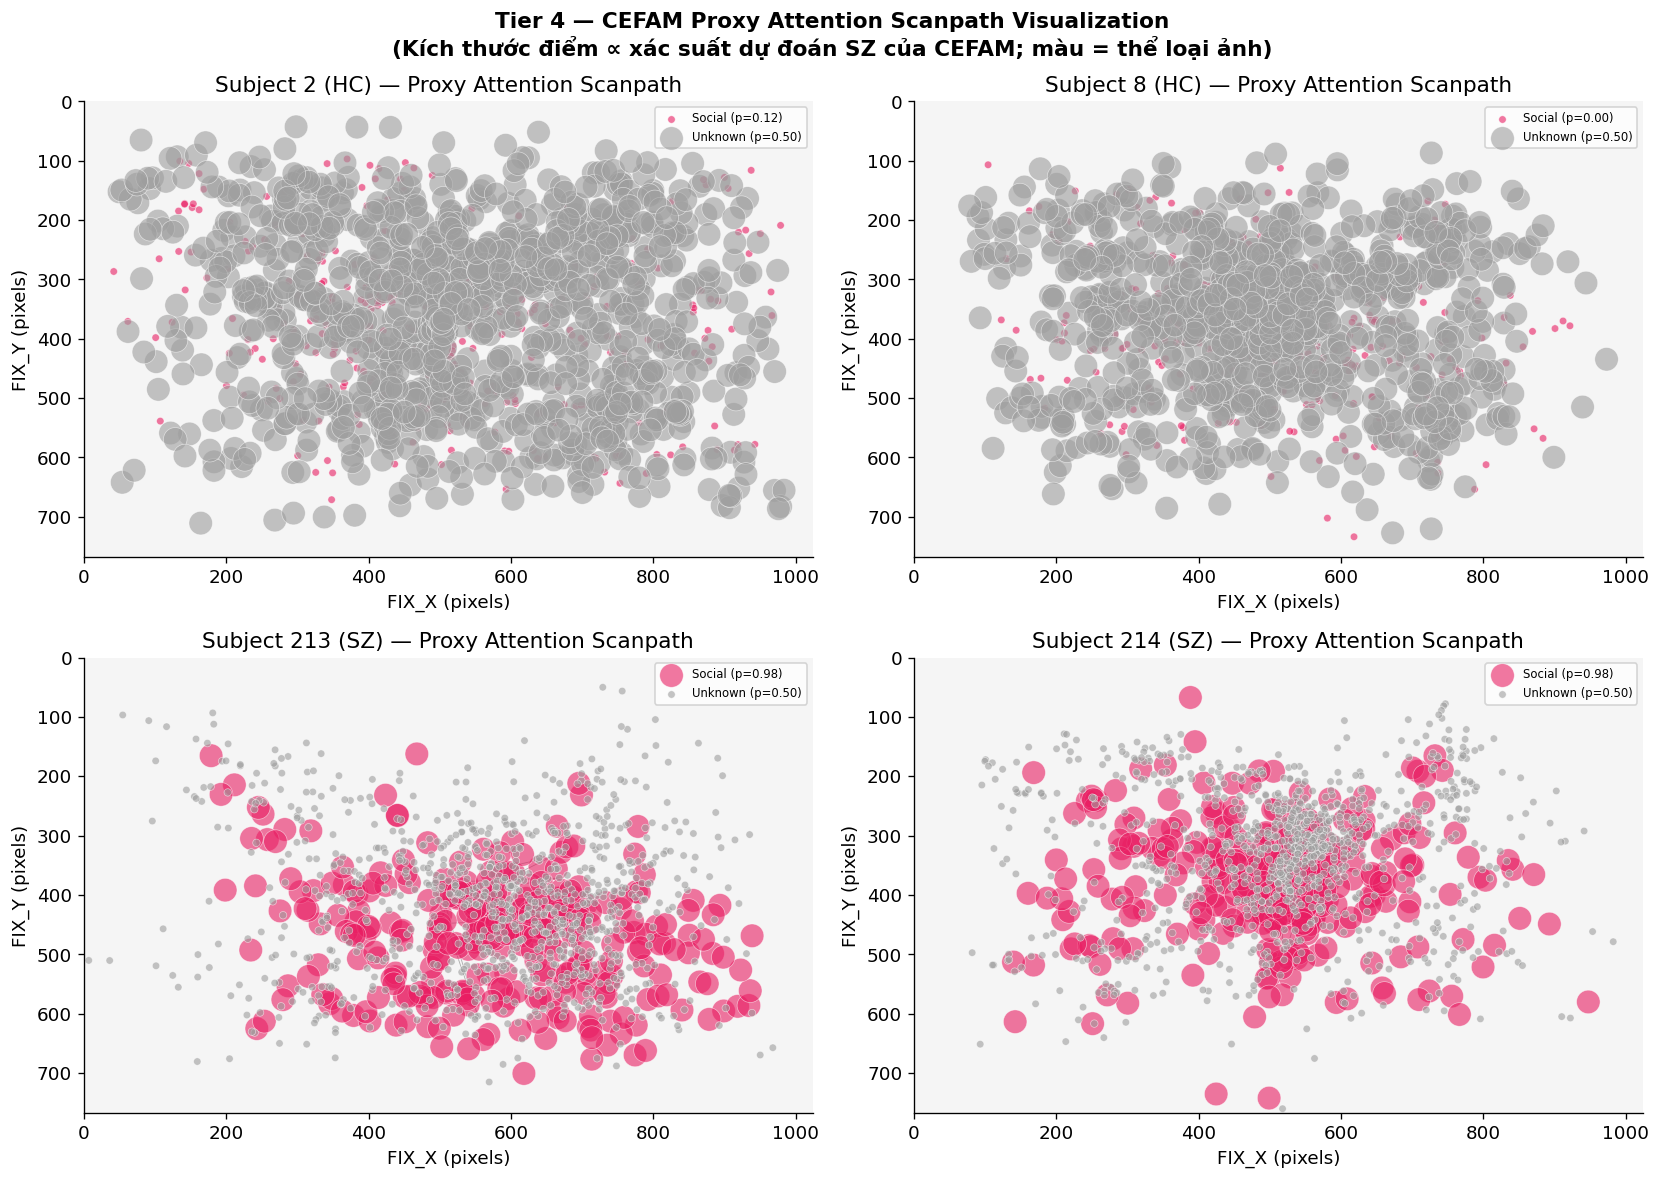 Tier 4 — CEFAM Proxy Attention Scanpath Visualization
(Kích thước điểm ∝ xác suất dự đoán SZ của CEFAM; màu = thể loại ảnh)
Subject 2 (HC) — Proxy Attention Scanpath
Social (p=0.12)
Unknown (p=0.50)
0
100
200
300
400
500
600
700
FIX_Y (pixels)
0 200 400 600 800 1000
FIX_X (pixels)
Subject 8 (HC) — Proxy Attention Scanpath
Social (p=0.00)
Unknown (p=0.50)
0
100
200
300
400
500
600
700
FIX_Y (pixels)
0 200 400 600 800 1000
FIX_X (pixels)
Subject 213 (SZ) — Proxy Attention Scanpath
Social (p=0.98)
Unknown (p=0.50)
0
100
200
300
400
500
600
700
FIX_Y (pixels)
0 200 400 600 800 1000
FIX_X (pixels)
Subject 214 (SZ) — Proxy Attention Scanpath
Social (p=0.98)
Unknown (p=0.50)
0
100
200
300
400
500
600
700
FIX_Y (pixels)
0 200 400 600 800 1000
FIX_X (pixels)